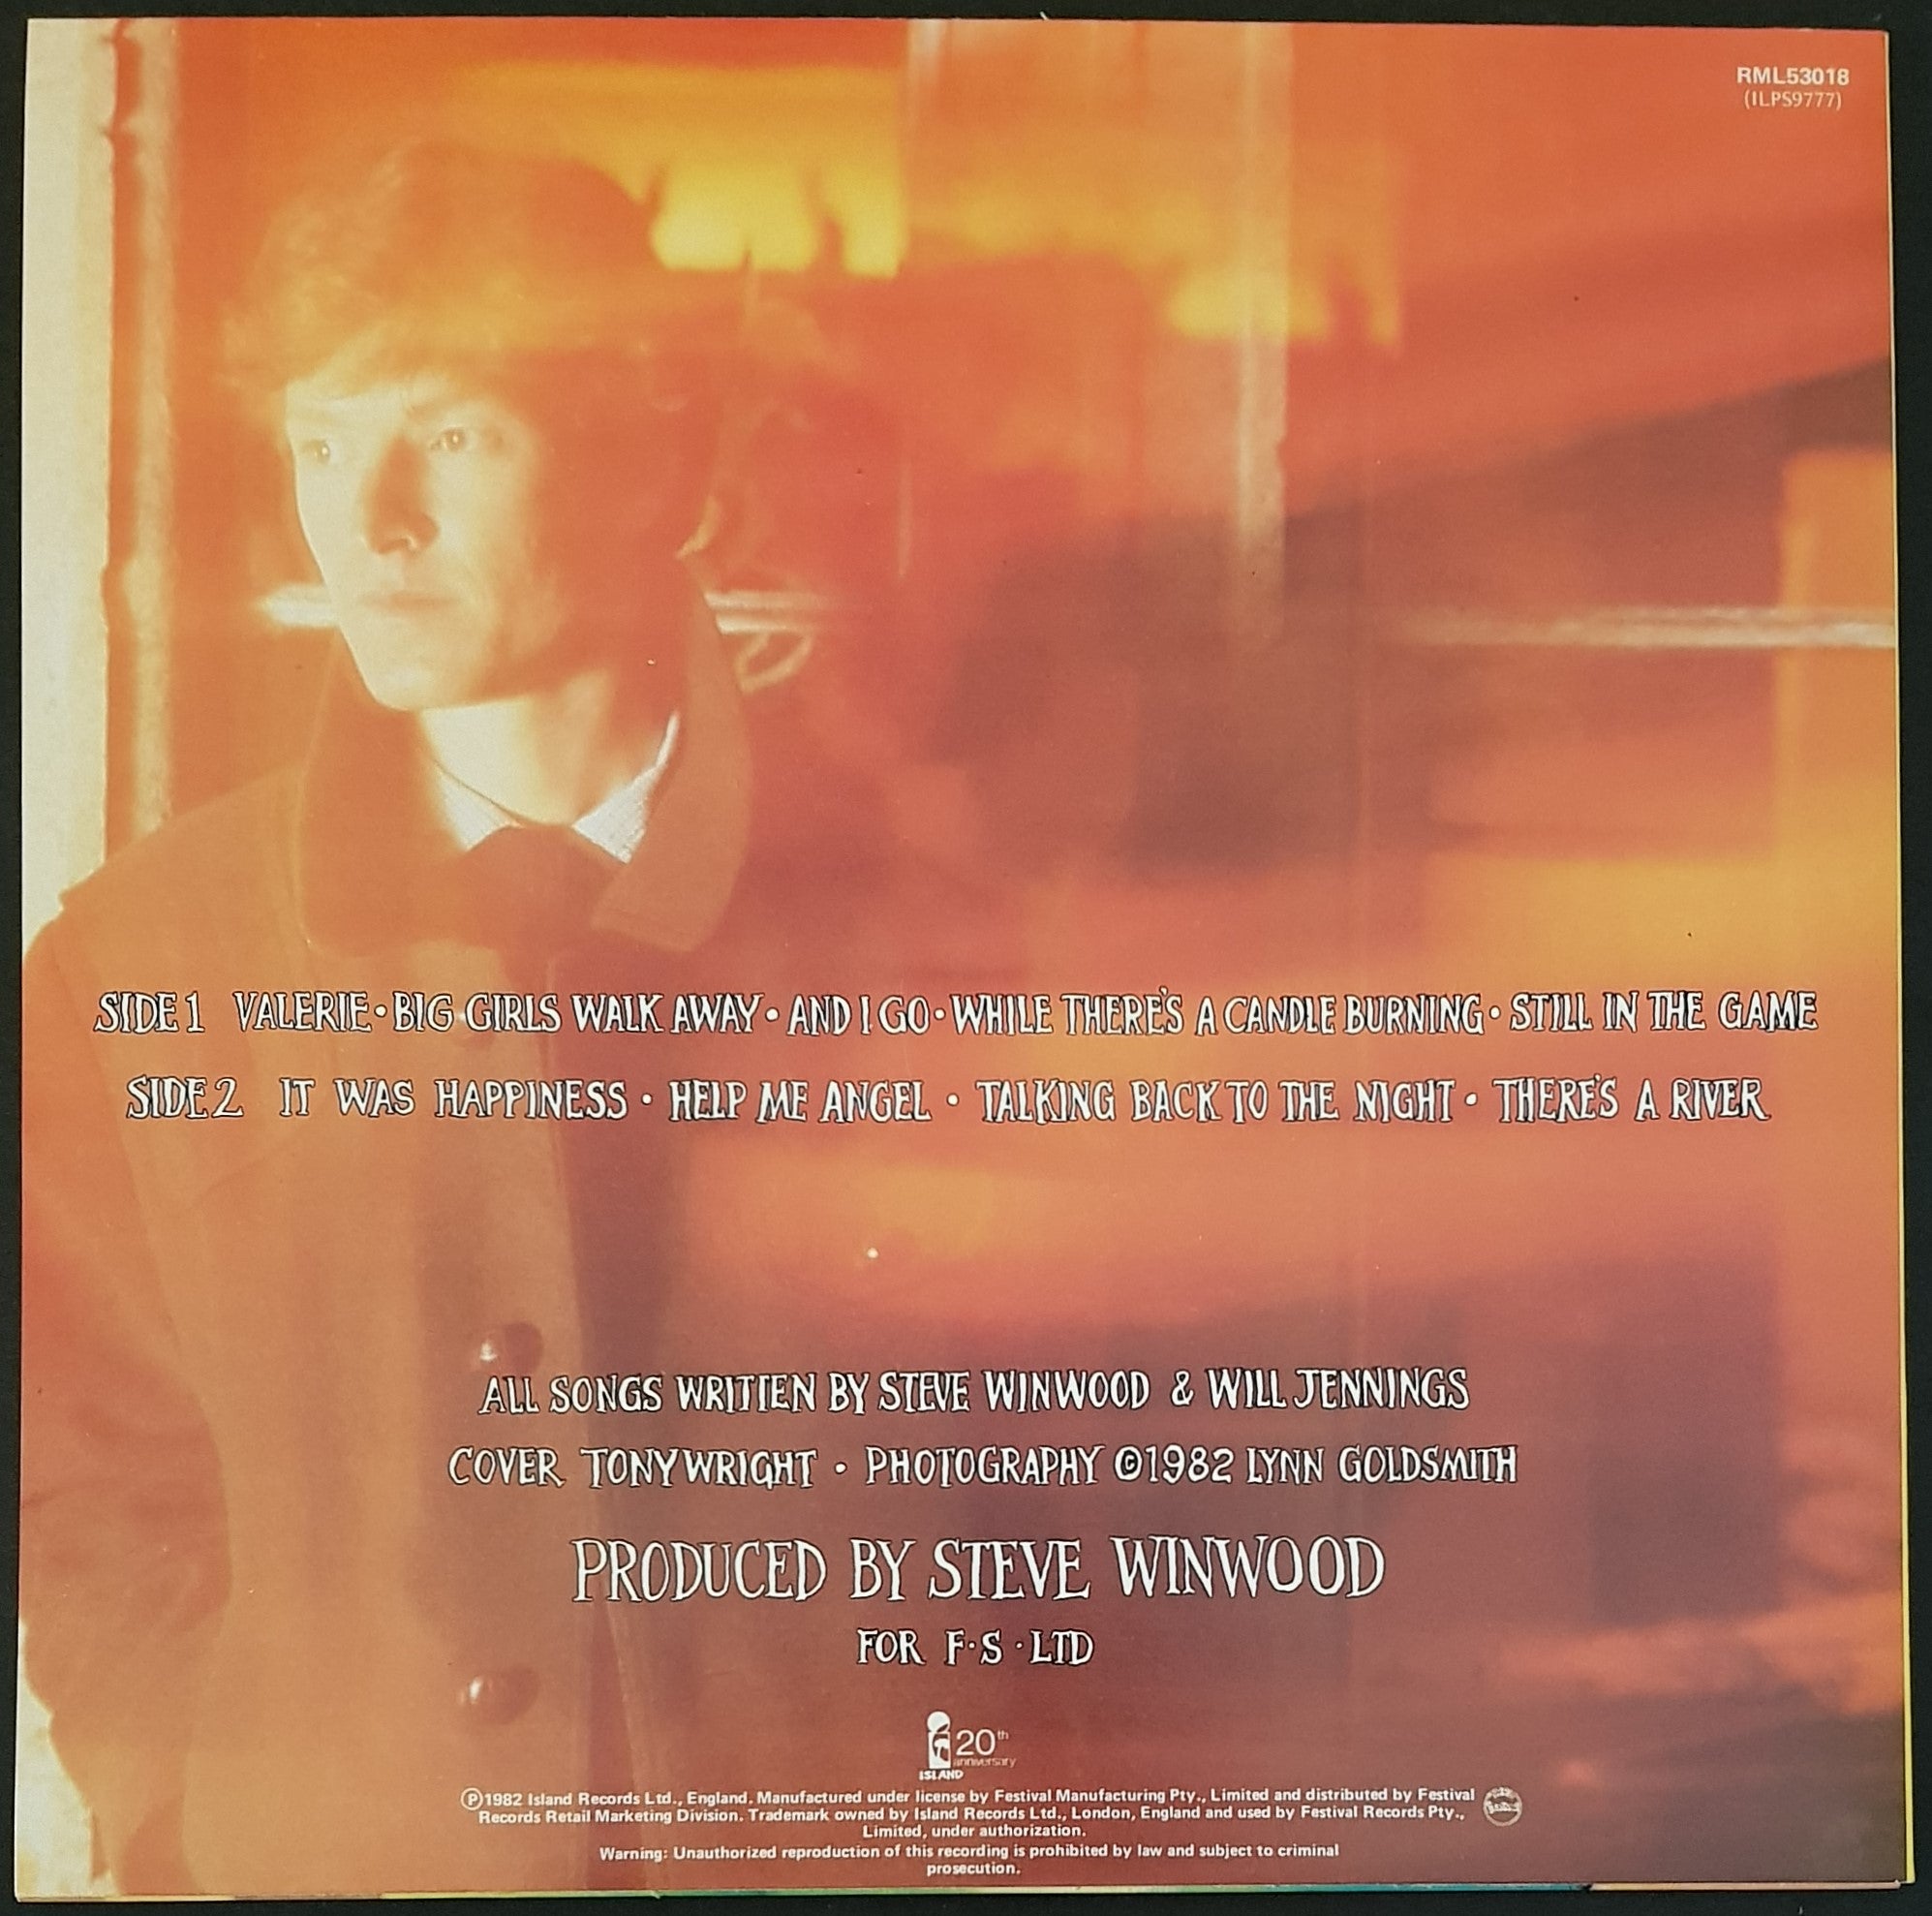 RML53018
(ILPS9777)
SIDE 1 VALERIE • BIG GIRLS WALK AWAY • AND I GO • WHILE THERE'S A CANDLE BURNING • STILL IN THE GAME
SIDE 2 IT WAS HAPPINESS • HELP ME ANGEL • TALKING BACK TO THE NIGHT • THERE'S A RIVER
ALL SONGS WRITTEN BY STEVE WINWOOD & WILL JENNINGS
COVER TONY WRIGHT • PHOTOGRAPHY ©1982 LYNN GOLDSMITH
PRODUCED BY STEVE WINWOOD
FOR F•S•LTD
20th
anniversary
ISLAND
℗1982 Island Records Ltd., England. Manufactured under license by Festival Manufacturing Pty., Limited and distributed by Festival
Records Retail Marketing Division. Trademark owned by Island Records Ltd., London, England and used by Festival Records Pty.,
Limited, under authorization.
Warning: Unauthorized reproduction of this recording is prohibited by law and subject to criminal
prosecution.